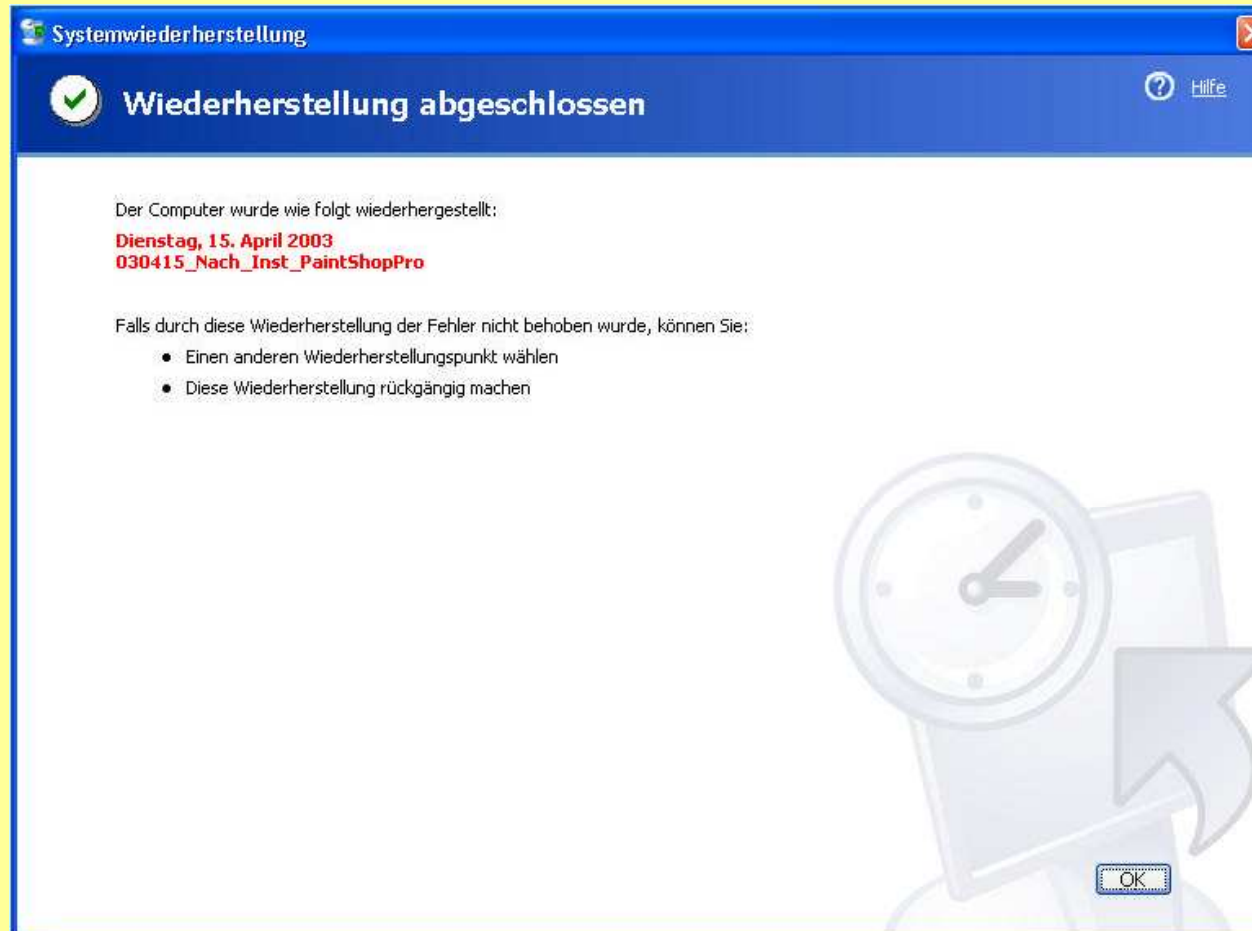 Systemwiederherstellung
Wiederherstellung abgeschlossen
Hilfe
Der Computer wurde wie folgt wiederhergestellt:
Dienstag, 15. April 2003
030415_Nach_Inst_PaintShopPro
Falls durch diese Wiederherstellung der Fehler nicht behoben wurde, können Sie:
• Einen anderen Wiederherstellungspunkt wählen
• Diese Wiederherstellung rückgängig machen
OK